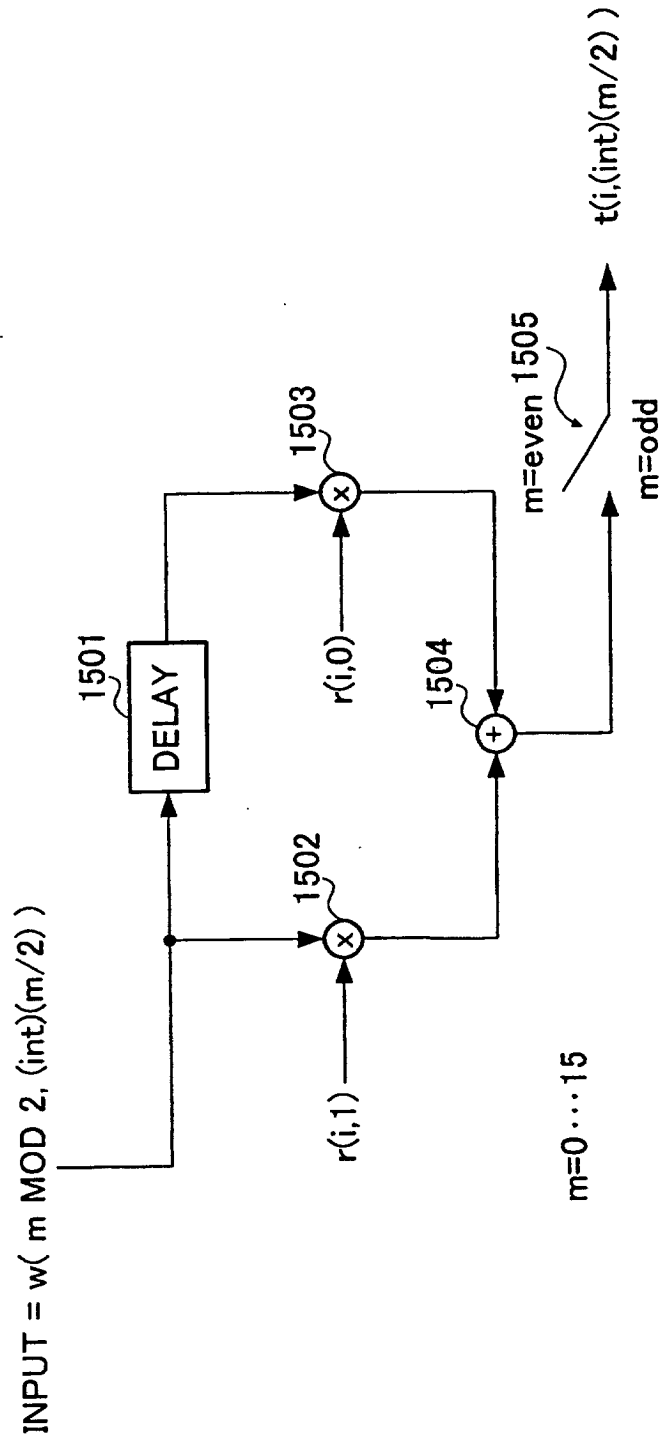 INPUT = w( m MOD 2, (int)(m/2) )
1501
DELAY
1502
1503
×
×
r(i,1)
r(i,0)
1504
+
m=even 1505
t(i,(int)(m/2) )
m=odd
m=0···15